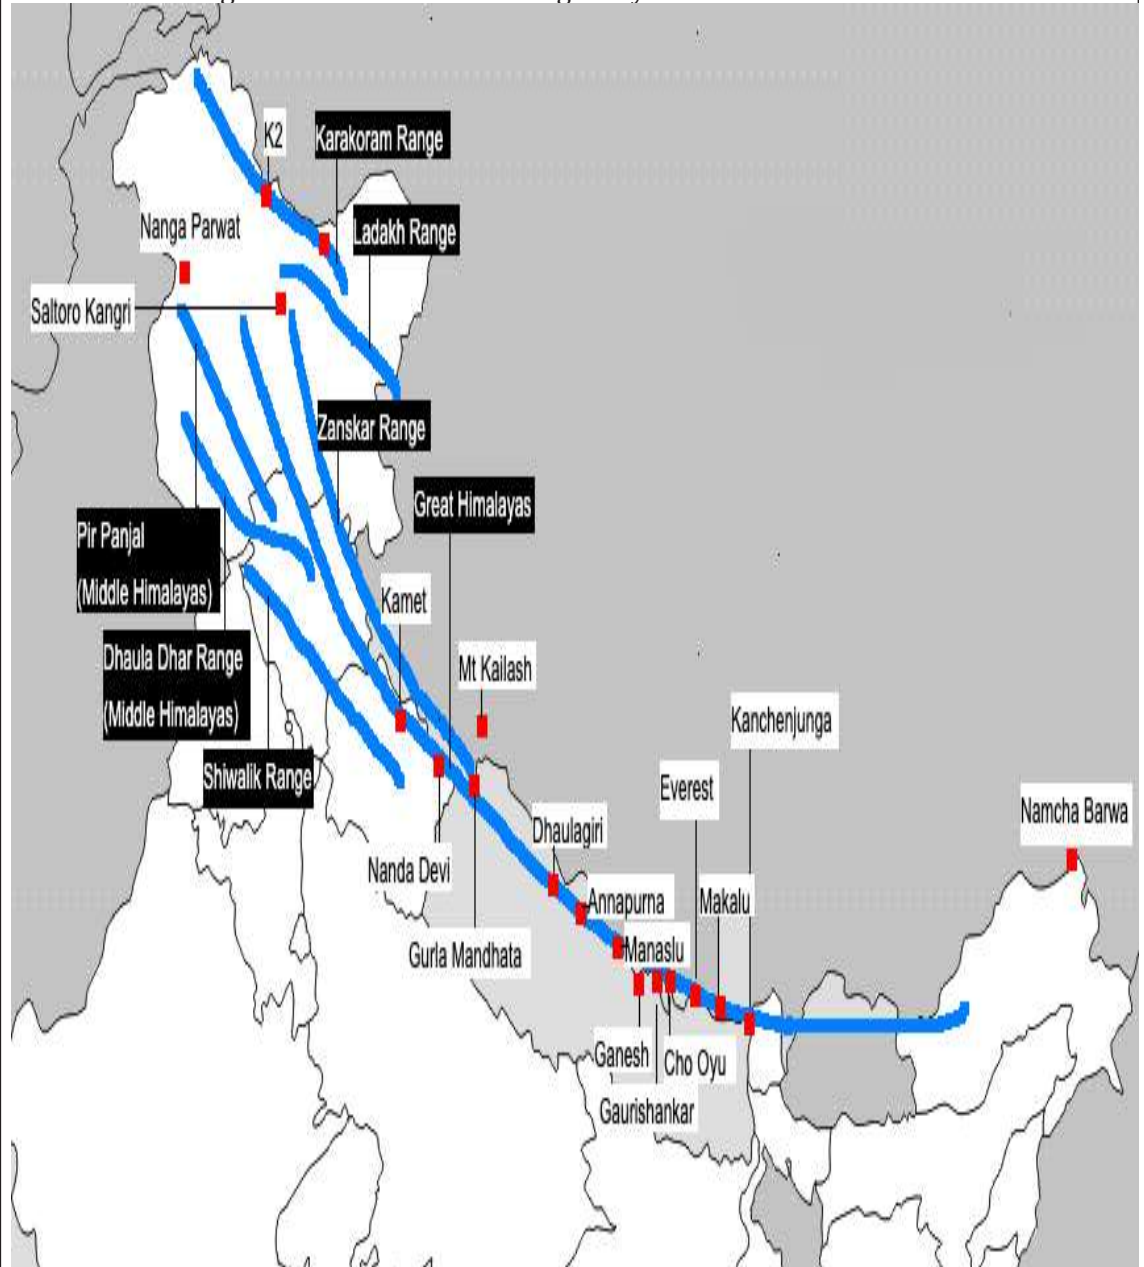 K2
Karakoram Range
Nanga Parwat
Ladakh Range
Saltoro Kangri
Zanskar Range
Great Himalayas
Pir Panjal
(Middle Himalayas)
Kamet
Dhaula Dhar Range
(Middle Himalayas)
Mt Kailash
Kanchenjunga
Shiwalik Range
Everest
Namcha Barwa
Dhaulagiri
Nanda Devi
Annapurna
Makalu
Gurla Mandhata
Manaslu
Ganesh
Cho Oyu
Gaurishankar